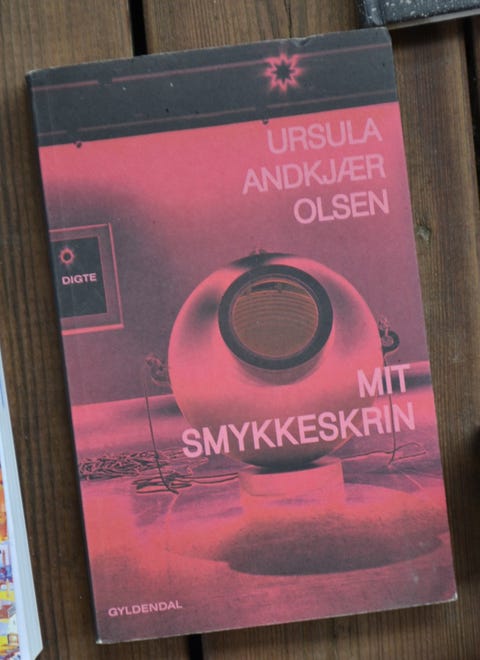 URSULA
ANDKJÆR
OLSEN
DIGTE
MIT
SMYKKESKRIN
GYLDENDAL